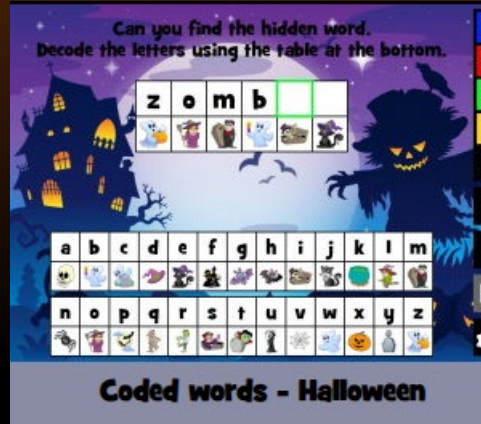 Can you find the hidden word.
Decode the letters using the table at the bottom.
z o m b
a b c d e f g h i j k l m
n o p q r s t u v w x y z
Coded words - Halloween